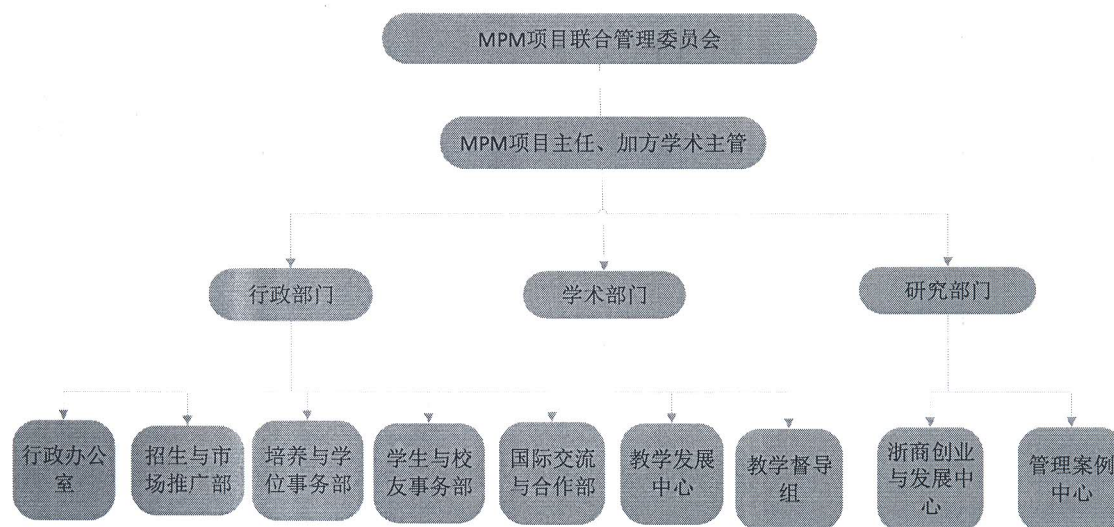 MPM项目联合管理委员会
MPM项目主任、加方学术主管
行政部门
学术部门
研究部门
行政办公
室
招生与市
场推广部
培养与学
位事务部
学生与校
友事务部
国际交流
与合作部
教学发展
中心
教学督导
组
浙商创业
与发展中
心
管理案例
中心